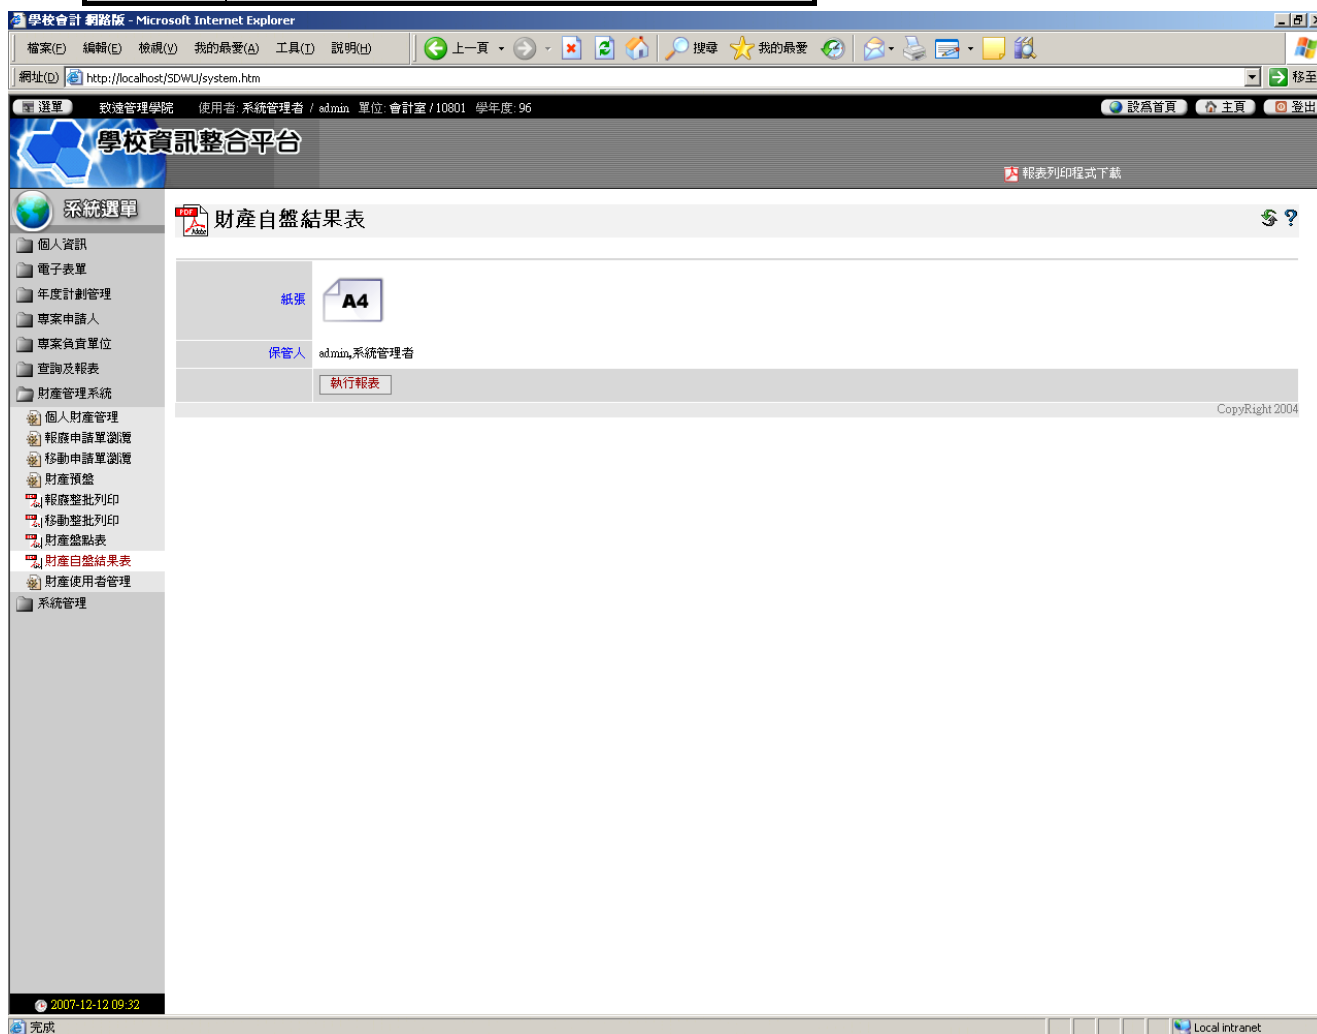 學校會計 網路版 - Microsoft Internet Explorer
檔案(F) 編輯(E) 檢視(V) 我的最愛(A) 工具(T) 說明(H) 上一頁 搜尋 我的最愛
網址(D) http://localhost/SDWU/system.htm 移至
選單 致遠管理學院 使用者: 系統管理者 / admin 單位: 會計室 / 10801 學年度: 96 設為首頁 主頁 登出
學校資訊整合平台
報表列印程式下載
系統選單
PDF Adobe 財產自盤結果表
個人資訊
電子表單
年度計劃管理
專案申請人
專案負責單位
查詢及報表
財產管理系統
個人財產管理
報廢申請單瀏覽
移動申請單瀏覽
財產預盤
報廢整批列印
移動整批列印
財產盤點表
財產自盤結果表
財產使用者管理
系統管理
紙張 A4
保管人 admin,系統管理者
執行報表
CopyRight 2004
2007-12-12 09:32
完成 Local intranet